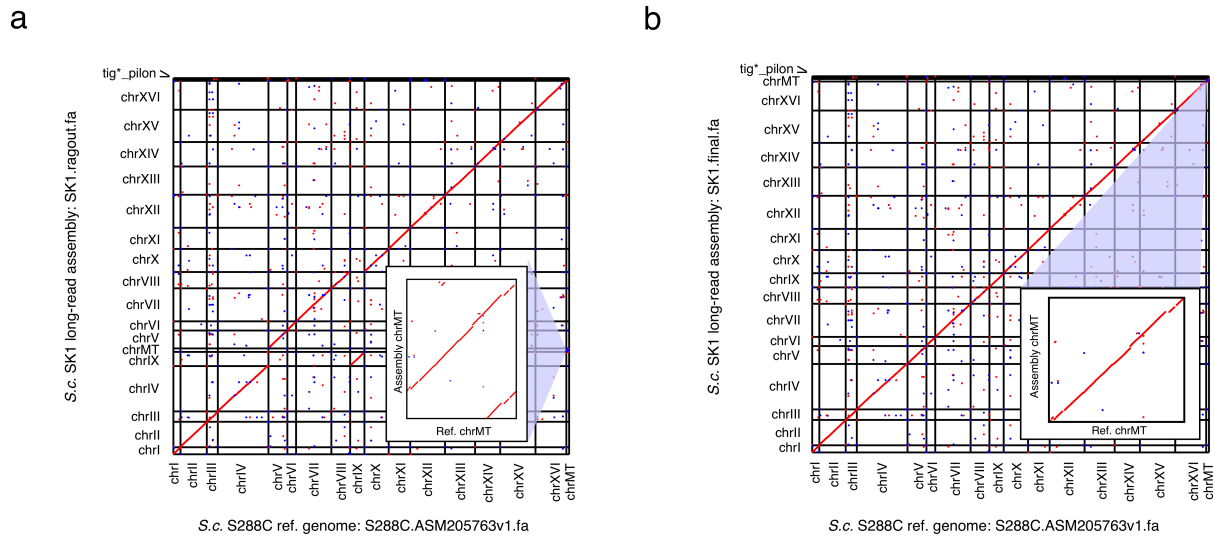 a
S.c. SK1 long-read assembly: SK1.ragout.fa
tig*_pilon
chrXVI
chrXV
chrXIV
chrXIII
chrXII
chrXI
chrX
chrVIII
chrVII
chrVI
chrV
chrMT
chrIX
chrIV
chrIII
chrII
chrI
Assembly chrMT
Ref. chrMT
chrI
chrII
chrIII
chrIV
chrV
chrVI
chrVII
chrVIII
chrIX
chrX
chrXI
chrXII
chrXIII
chrXIV
chrXV
chrXVI
chrMT
S.c. S288C ref. genome: S288C.ASM205763v1.fa
b
S.c. SK1 long-read assembly: SK1.final.fa
tig*_pilon
chrMT
chrXVI
chrXV
chrXIV
chrXIII
chrXII
chrXI
chrX
chrIX
chrVIII
chrVII
chrVI
chrV
chrIV
chrIII
chrII
chrI
Assembly chrMT
Ref. chrMT
chrI
chrII
chrIII
chrIV
chrV
chrVI
chrVII
chrVIII
chrIX
chrX
chrXI
chrXII
chrXIII
chrXIV
chrXV
chrXVI
chrMT
S.c. S288C ref. genome: S288C.ASM205763v1.fa